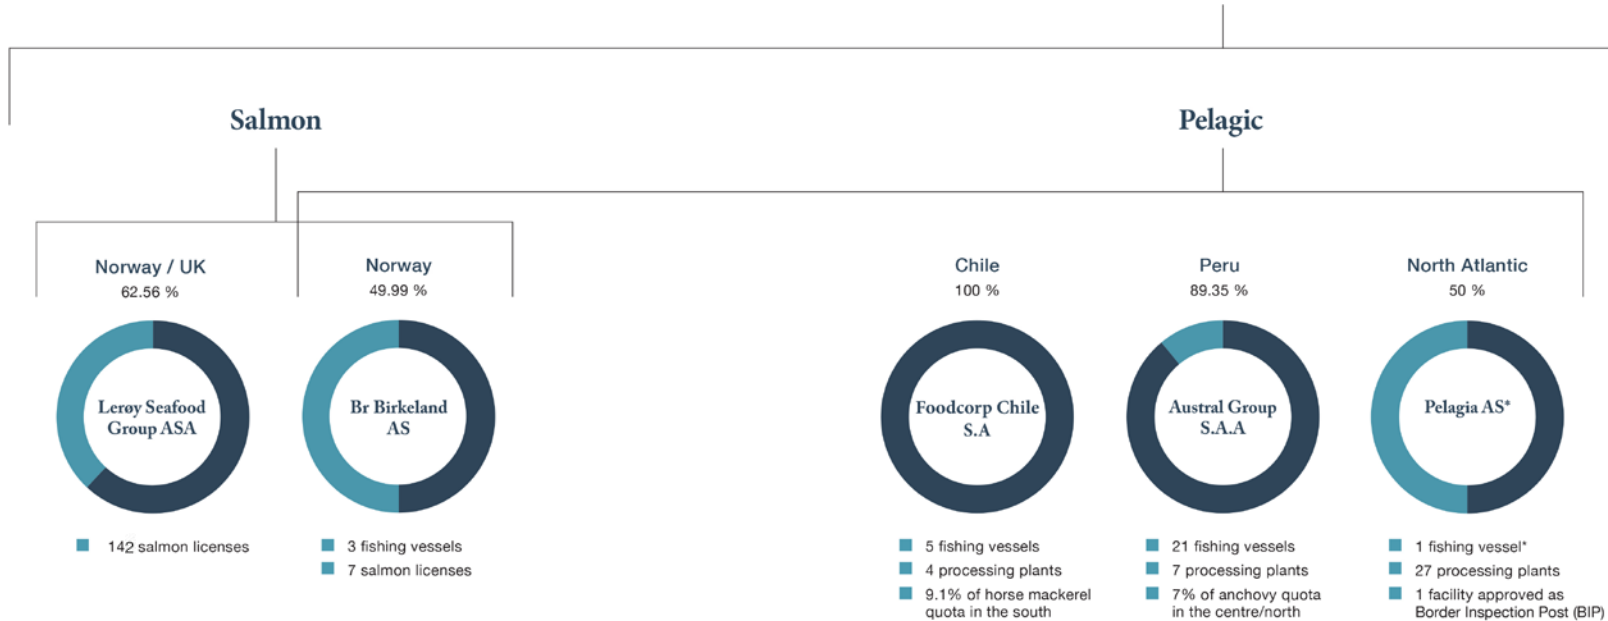 Salmon
Pelagic
Norway / UK
62.56 %
Lerøy Seafood
Group ASA
142 salmon licenses
Norway
49.99 %
Br Birkeland
AS
3 fishing vessels
7 salmon licenses
Chile
100 %
Foodcorp Chile
S.A
5 fishing vessels
4 processing plants
9.1% of horse mackerel
quota in the south
Peru
89.35 %
Austral Group
S.A.A
21 fishing vessels
7 processing plants
7% of anchovy quota
in the centre/north
North Atlantic
50 %
Pelagia AS*
1 fishing vessel*
27 processing plants
1 facility approved as
Border Inspection Post (BIP)